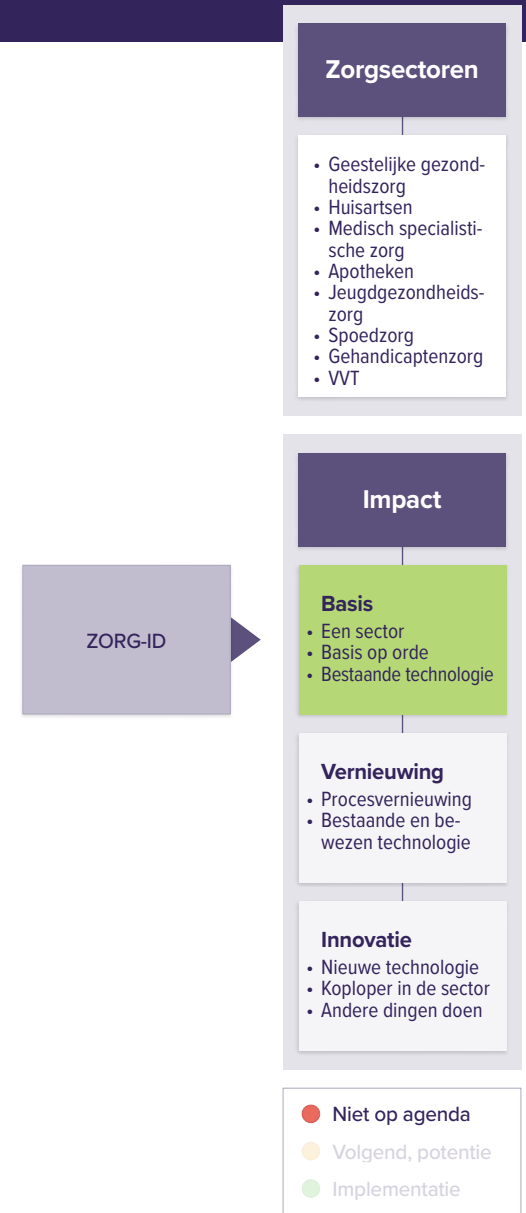 Zorgsectoren
• Geestelijke gezond-
heidszorg
• Huisartsen
• Medisch specialisti-
sche zorg
• Apotheken
• Jeugdgezondheids-
zorg
• Spoedzorg
• Gehandicaptenzorg
• VVT
Impact
ZORG-ID
Basis
• Een sector
• Basis op orde
• Bestaande technologie
Vernieuwing
• Procesvernieuwing
• Bestaande en be-
wezen technologie
Innovatie
• Nieuwe technologie
• Koploper in de sector
• Andere dingen doen
Niet op agenda
Volgend, potentie
Implementatie